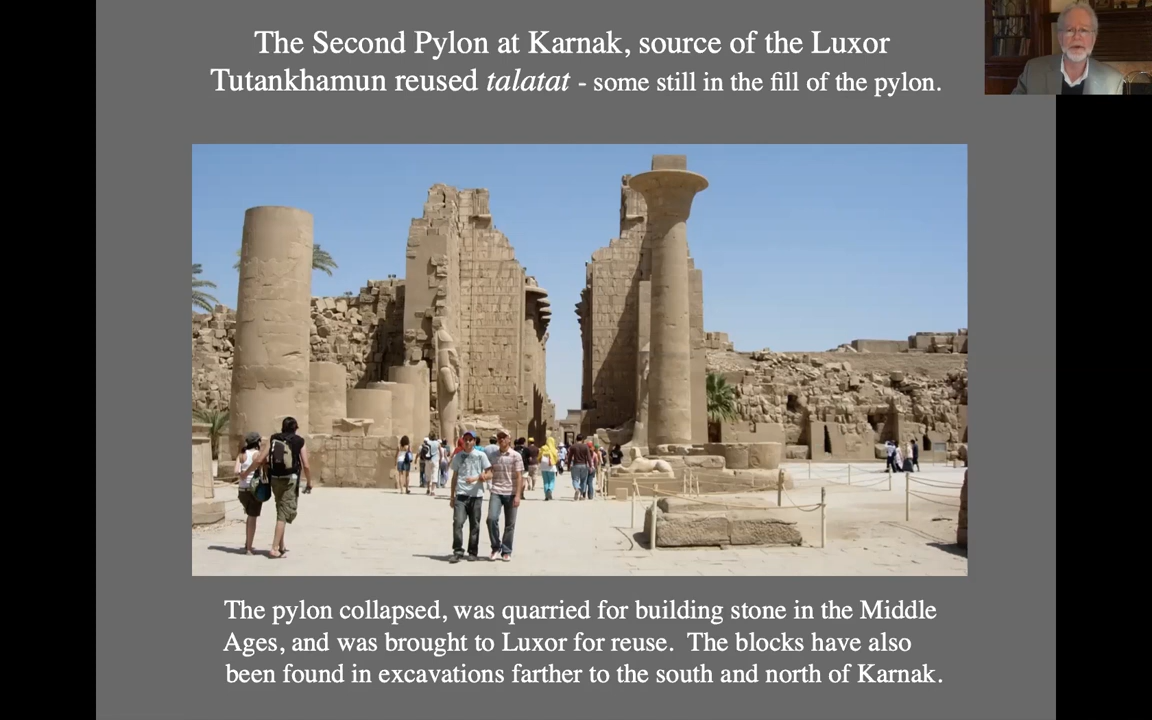 The Second Pylon at Karnak, source of the Luxor
Tutankhamun reused talatat - some still in the fill of the pylon.
The pylon collapsed, was quarried for building stone in the Middle
Ages, and was brought to Luxor for reuse.  The blocks have also
been found in excavations farther to the south and north of Karnak.